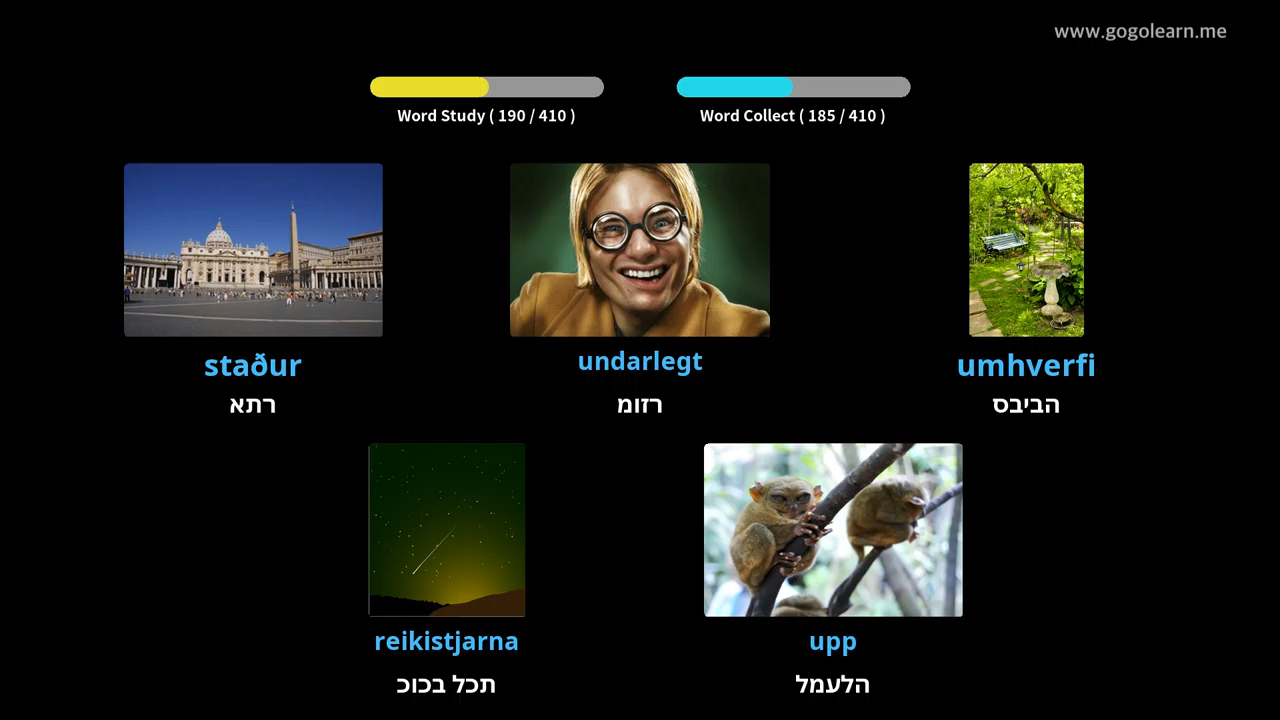 www.gogolearn.me
Word Study ( 190 / 410 )
Word Collect ( 185 / 410 )
staður
רתא
undarlegt
רזומ
umhverfi
הביבס
reikistjarna
תכל בכוכ
upp
הלעמל